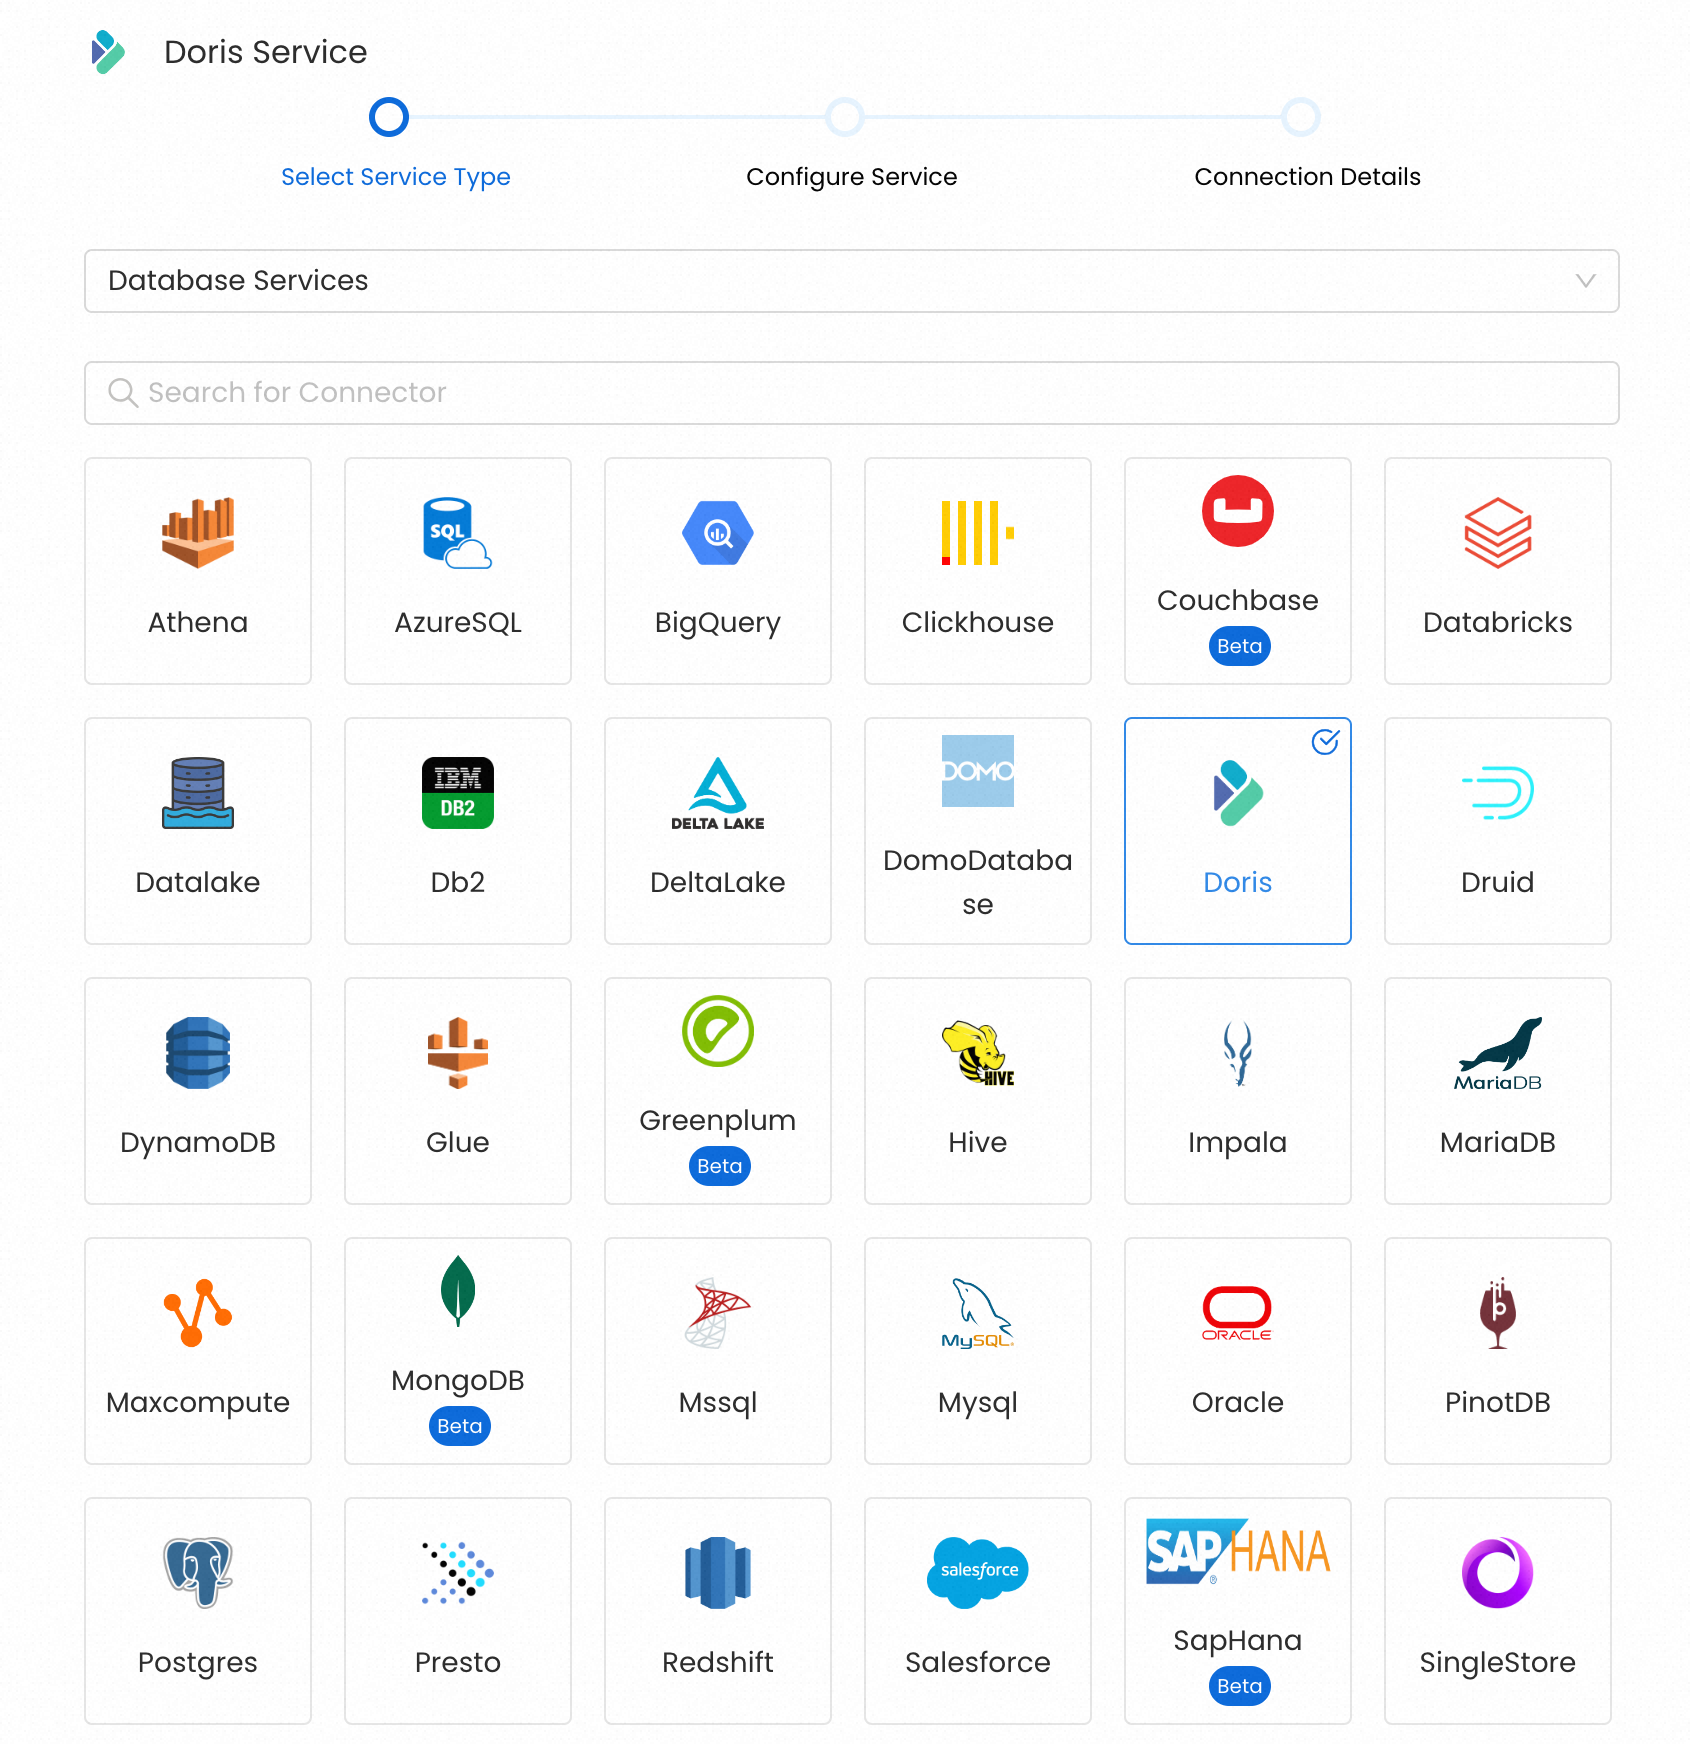 Doris Service
Select Service Type
Configure Service
Connection Details
Database Services
Search for Connector
SQL
Athena
AzureSQL
BigQuery
Clickhouse
Couchbase
Beta
Databricks
IBM
DB2
DELTA LAKE
DOMO
Datalake
Db2
DeltaLake
DomoDataba
se
Doris
Druid
HIVE
MariaDB
DynamoDB
Glue
Greenplum
Beta
Hive
Impala
MariaDB
MySQL
ORACLE
Maxcompute
MongoDB
Beta
Mssql
Mysql
Oracle
PinotDB
salesforce
SAP HANA
Postgres
Presto
Redshift
Salesforce
SapHana
Beta
SingleStore